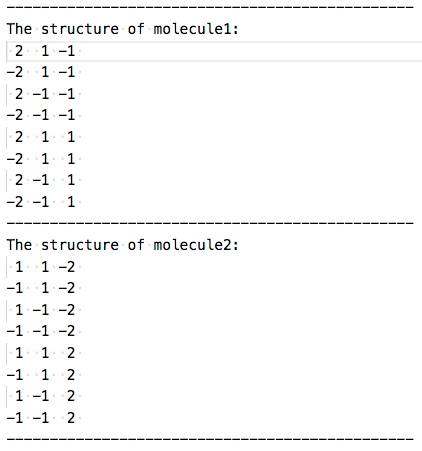 -----------------------------------------------
The structure of molecule1:
 2  1 -1
-2  1 -1
 2 -1 -1
-2 -1 -1
 2  1  1
-2  1  1
 2 -1  1
-2 -1  1
-----------------------------------------------
The structure of molecule2:
 1  1 -2
-1  1 -2
 1 -1 -2
-1 -1 -2
 1  1  2
-1  1  2
 1 -1  2
-1 -1  2
-----------------------------------------------